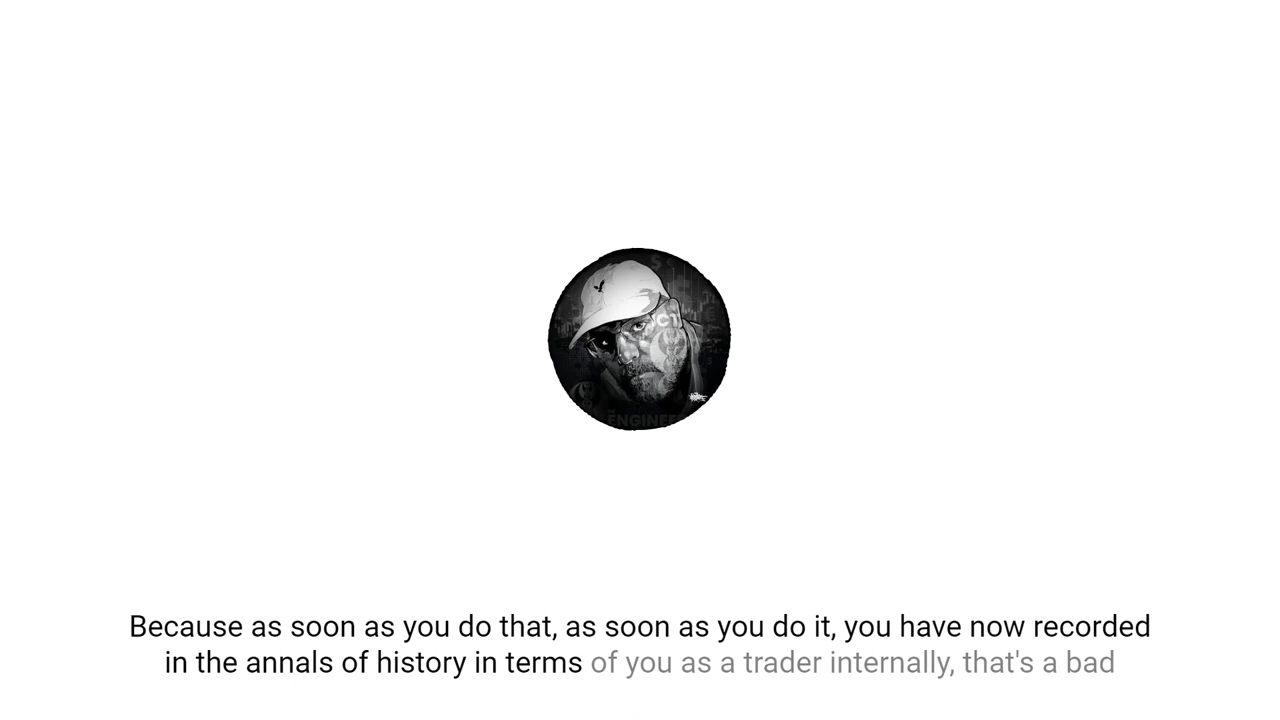 Because as soon as you do that, as soon as you do it, you have now recorded
in the annals of history in terms of you as a trader internally, that's a bad